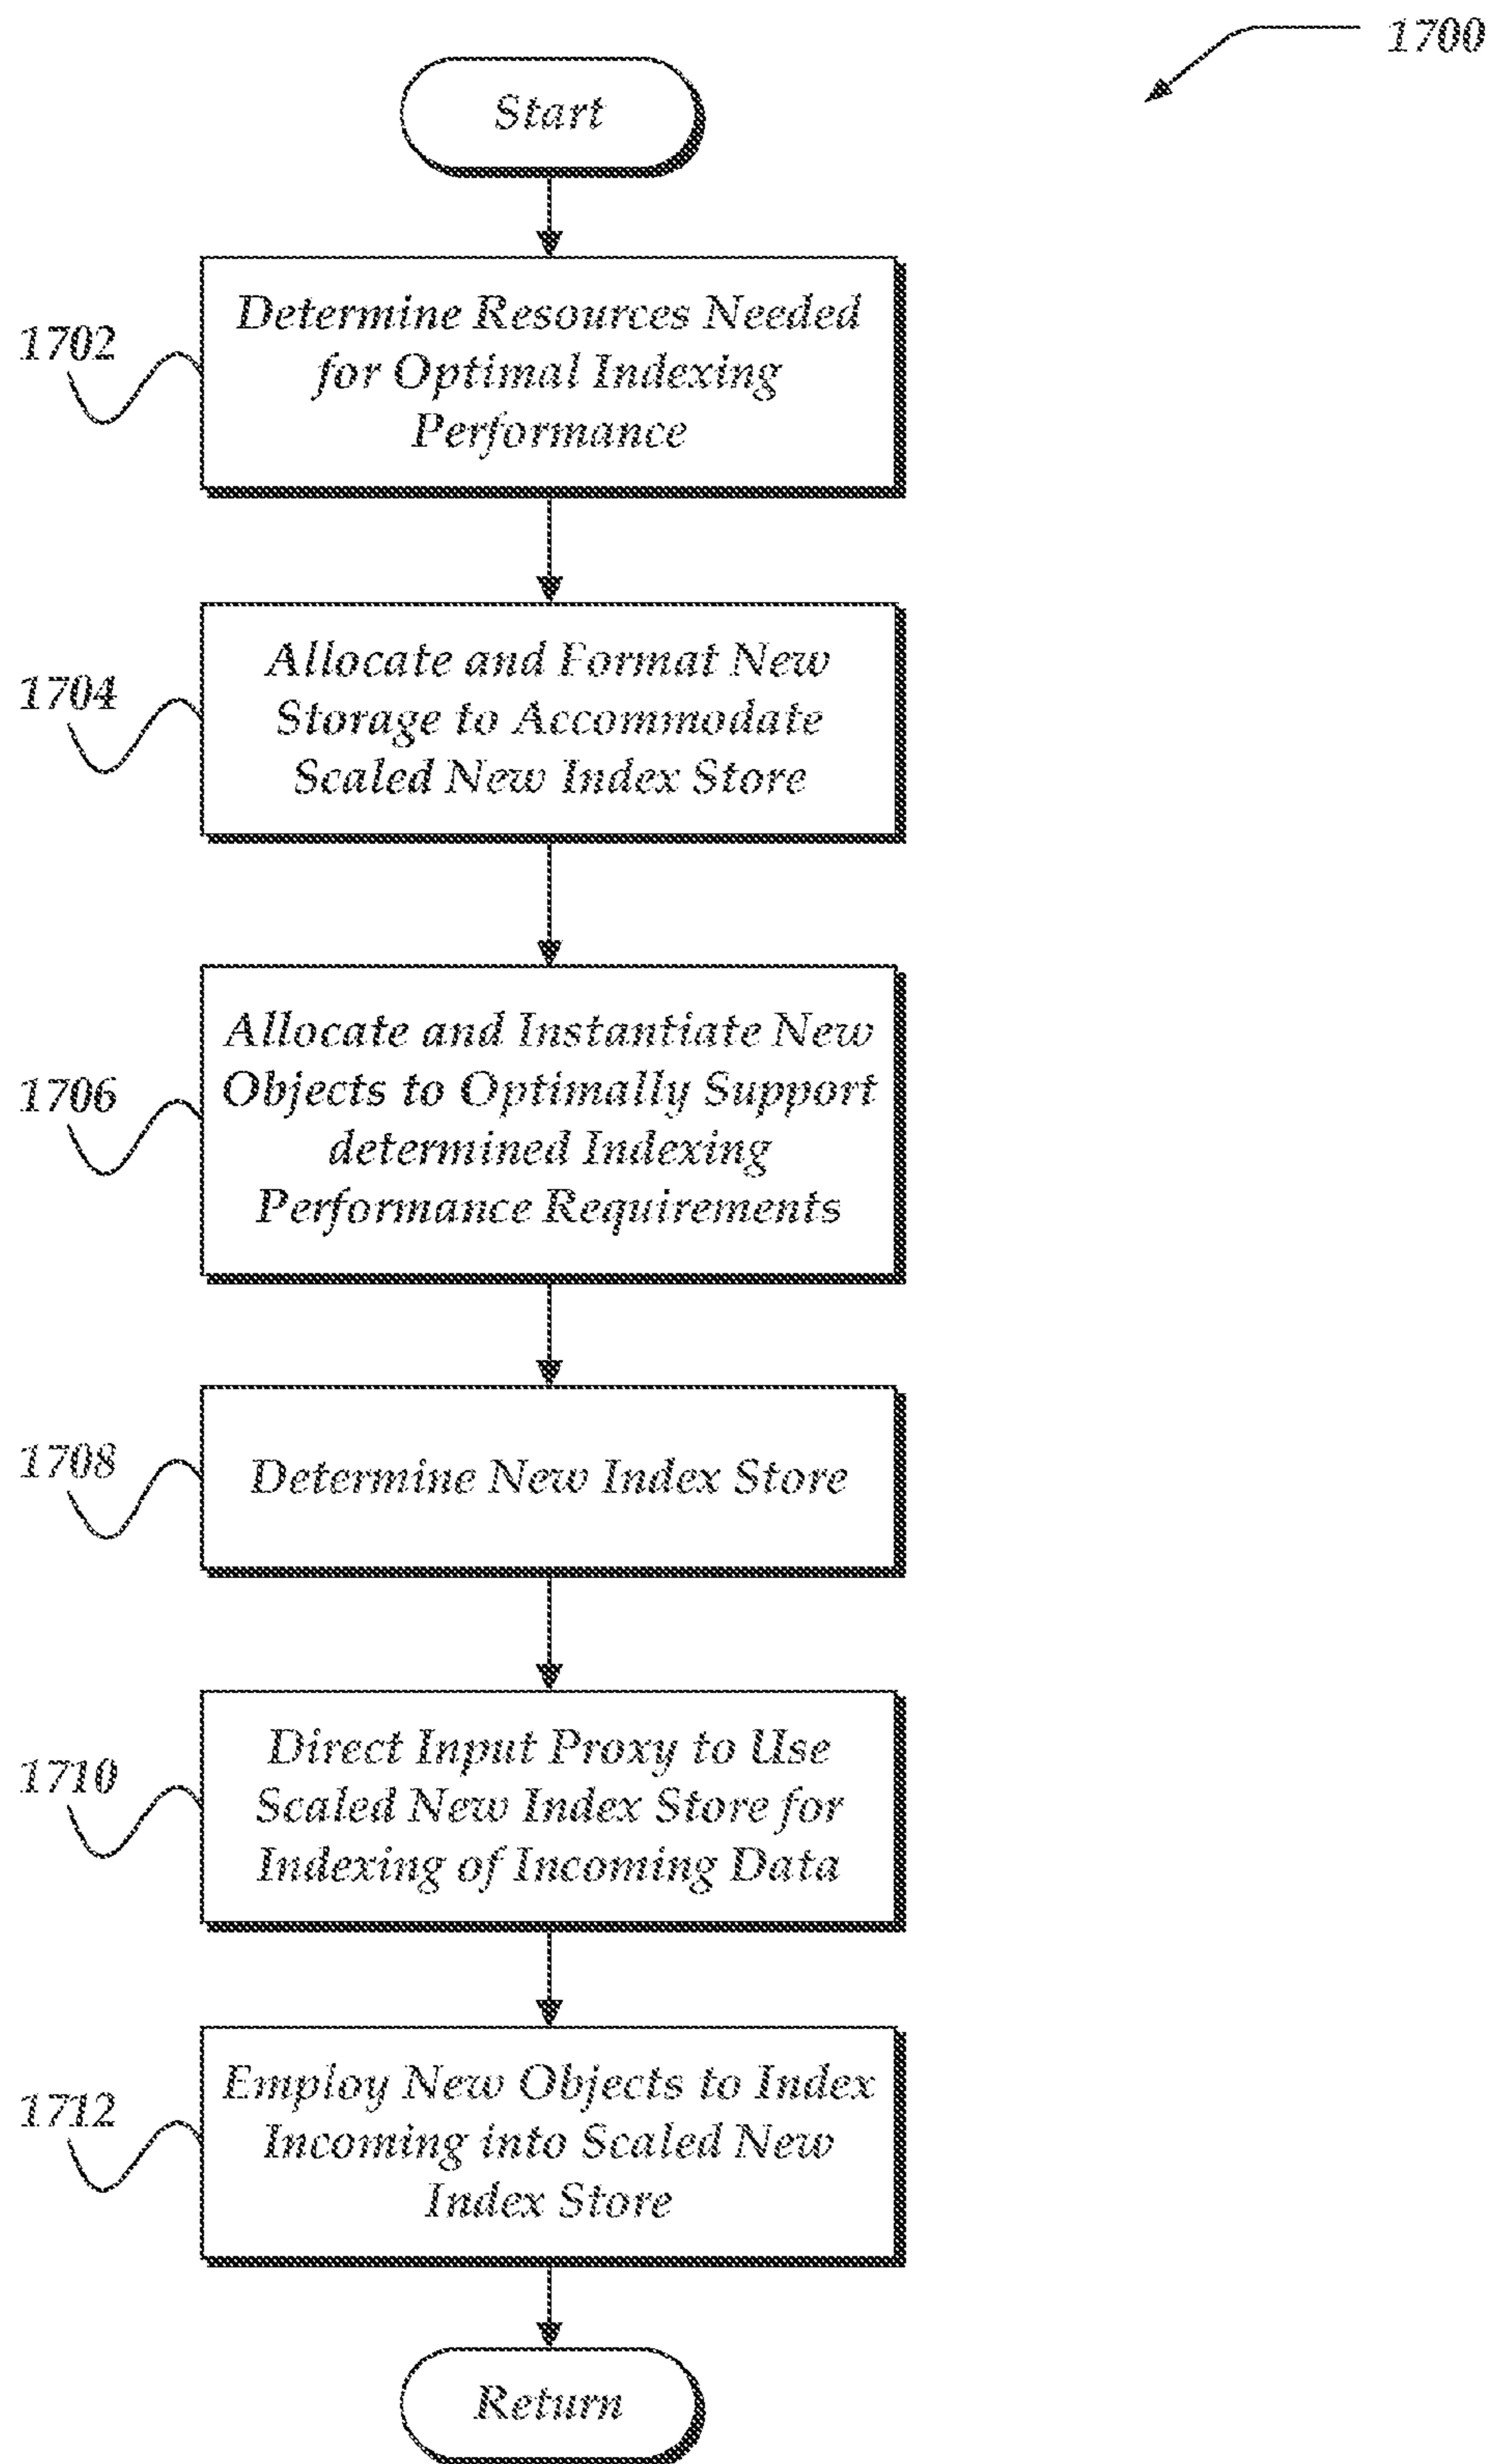 1700
Start
1702
Determine Resources Needed
for Optimal Indexing
Performance
1704
Allocate and Format New
Storage to Accommodate
Scaled New Index Store
1706
Allocate and Instantiate New
Objects to Optimally Support
determined Indexing
Performance Requirements
1708
Determine New Index Store
1710
Direct Input Proxy to Use
Scaled New Index Store for
Indexing of Incoming Data
1712
Employ New Objects to Index
Incoming into Scaled New
Index Store
Return